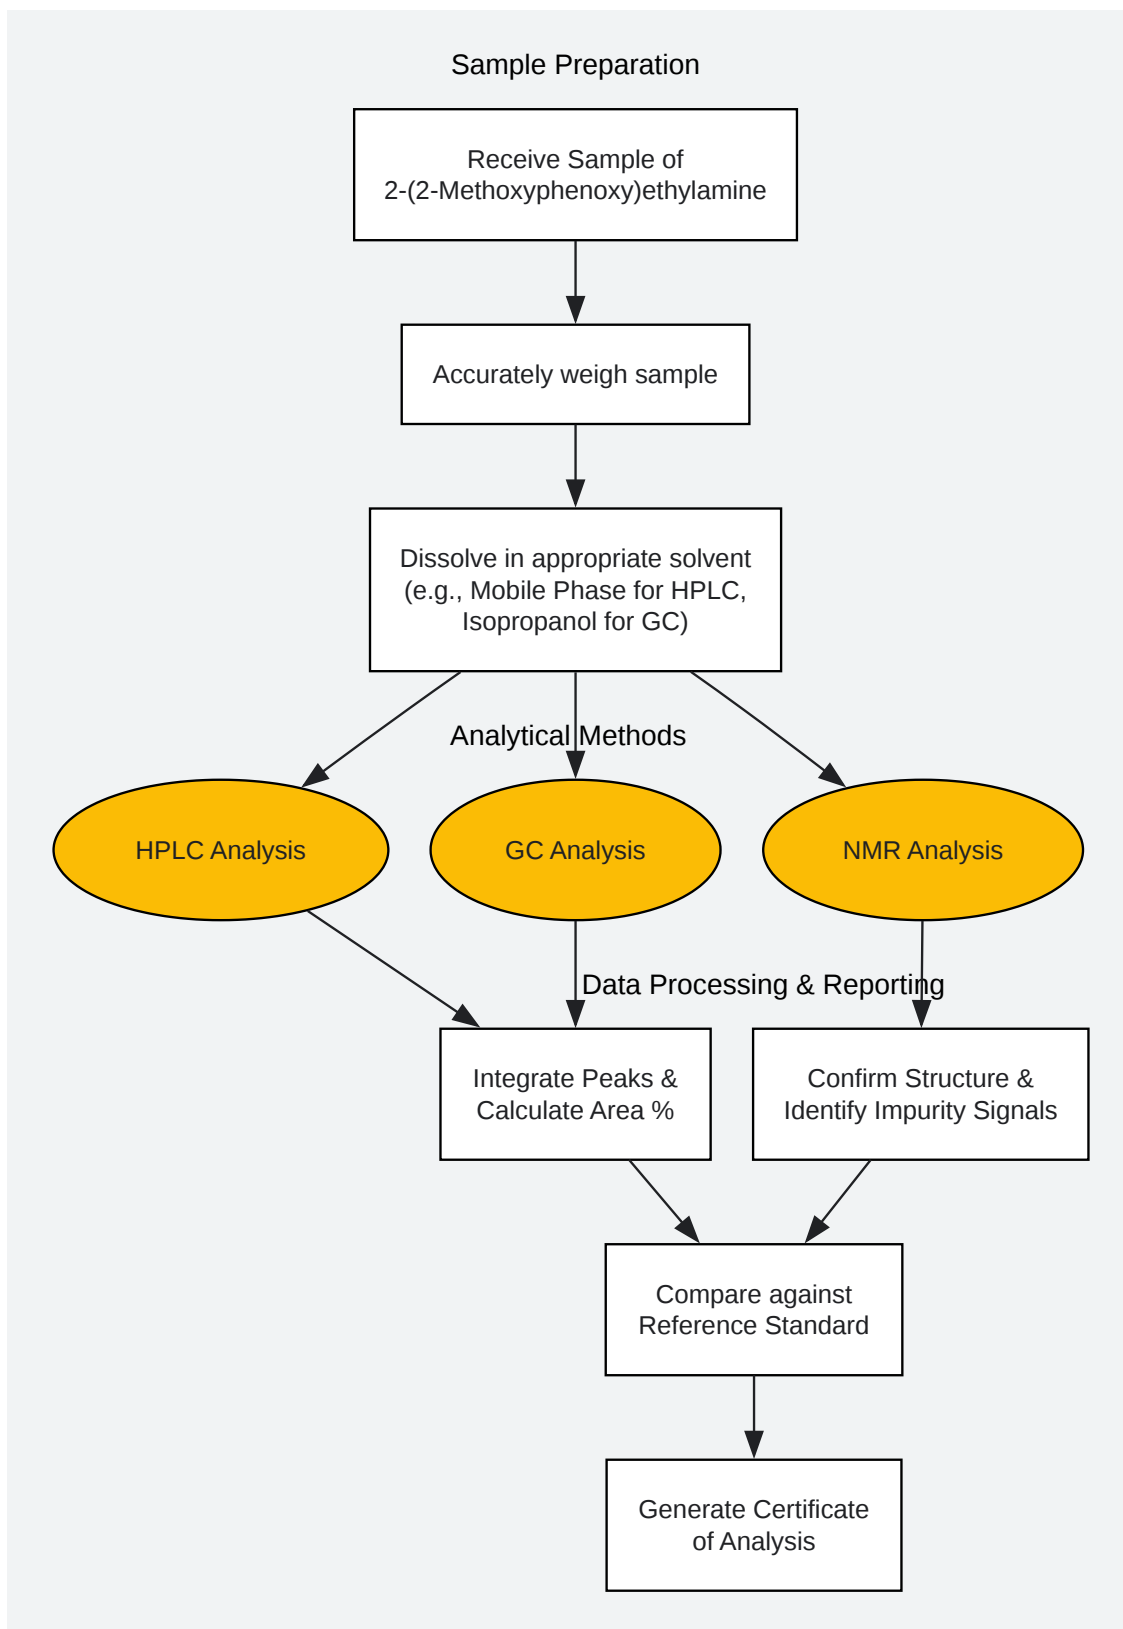 Sample Preparation
Receive Sample of
2-(2-Methoxyphenoxy)ethylamine
Accurately weigh sample
Dissolve in appropriate solvent
(e.g., Mobile Phase for HPLC,
Isopropanol for GC)
Analytical Methods
HPLC Analysis
GC Analysis
NMR Analysis
Data Processing & Reporting
Integrate Peaks &
Calculate Area %
Confirm Structure &
Identify Impurity Signals
Compare against
Reference Standard
Generate Certificate
of Analysis